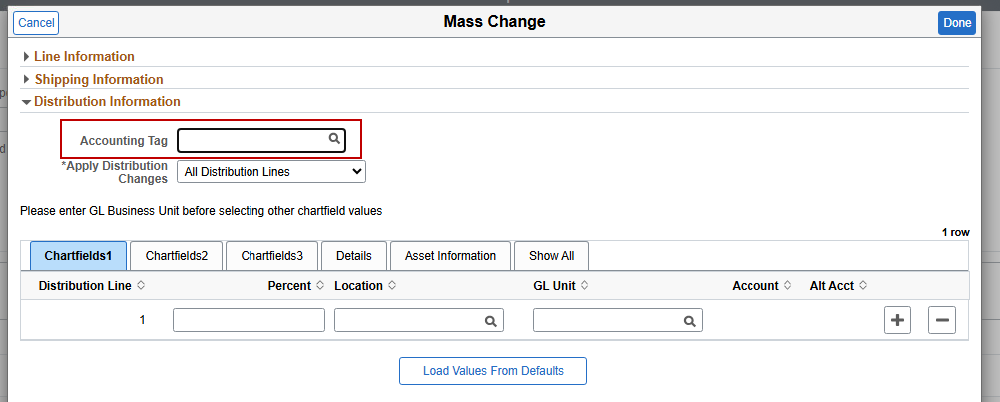 Cancel
Mass Change
Done
Line Information
Shipping Information
Distribution Information
Accounting Tag
*Apply Distribution
Changes
All Distribution Lines
Please enter GL Business Unit before selecting other chartfield values
1 row
Chartfields1 Chartfields2 Chartfields3 Details Asset Information Show All
Distribution Line Percent Location GL Unit Account Alt Acct
1
Load Values From Defaults